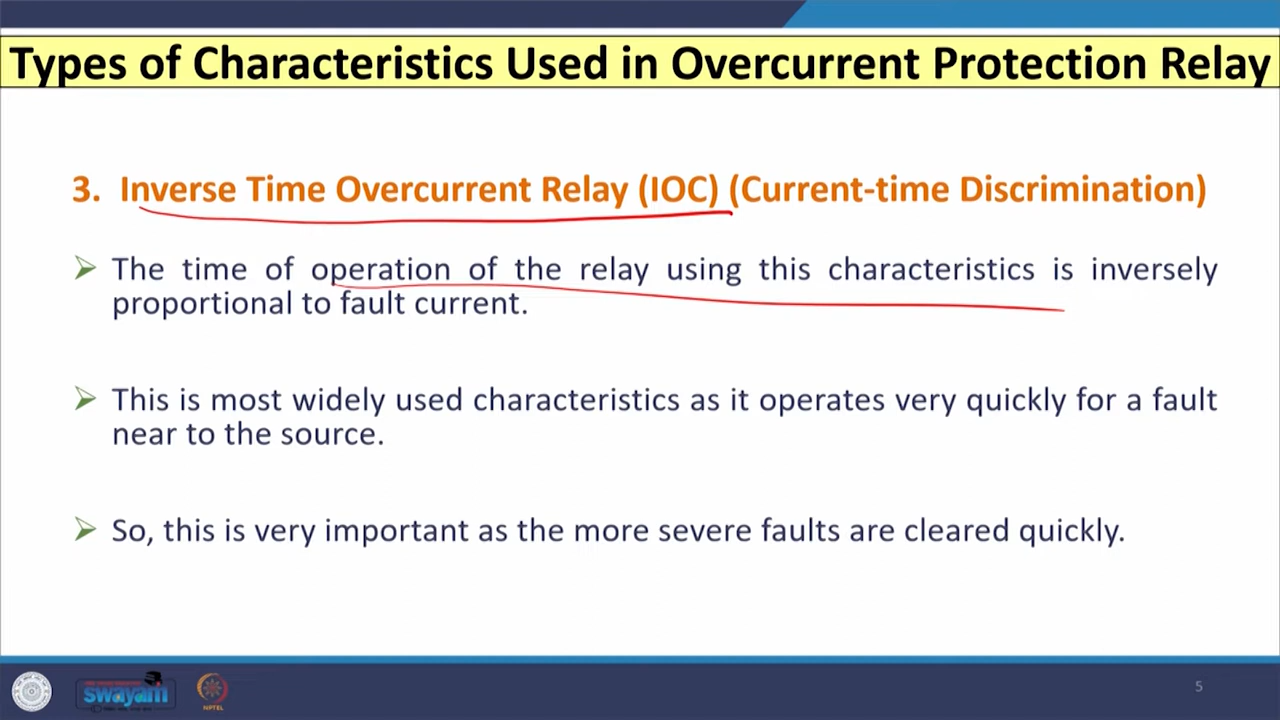 Types of Characteristics Used in Overcurrent Protection Relay
3. Inverse Time Overcurrent Relay (IOC) (Current-time Discrimination)
The time of operation of the relay using this characteristics is inversely
proportional to fault current.
This is most widely used characteristics as it operates very quickly for a fault
near to the source.
So, this is very important as the more severe faults are cleared quickly.
swayam
NPTEL
5